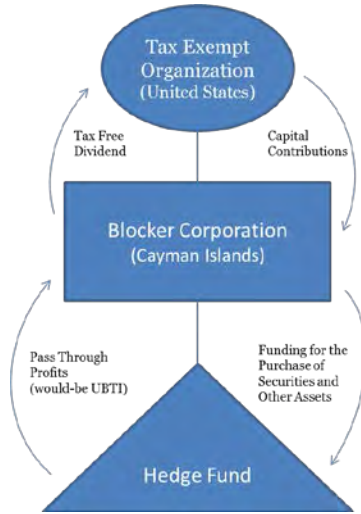 Tax Exempt
Organization
(United States)
Tax Free
Dividend
Capital
Contributions
Blocker Corporation
(Cayman Islands)
Pass Through
Profits
(would-be UBTI)
Funding for the
Purchase of
Securities and
Other Assets
Hedge Fund